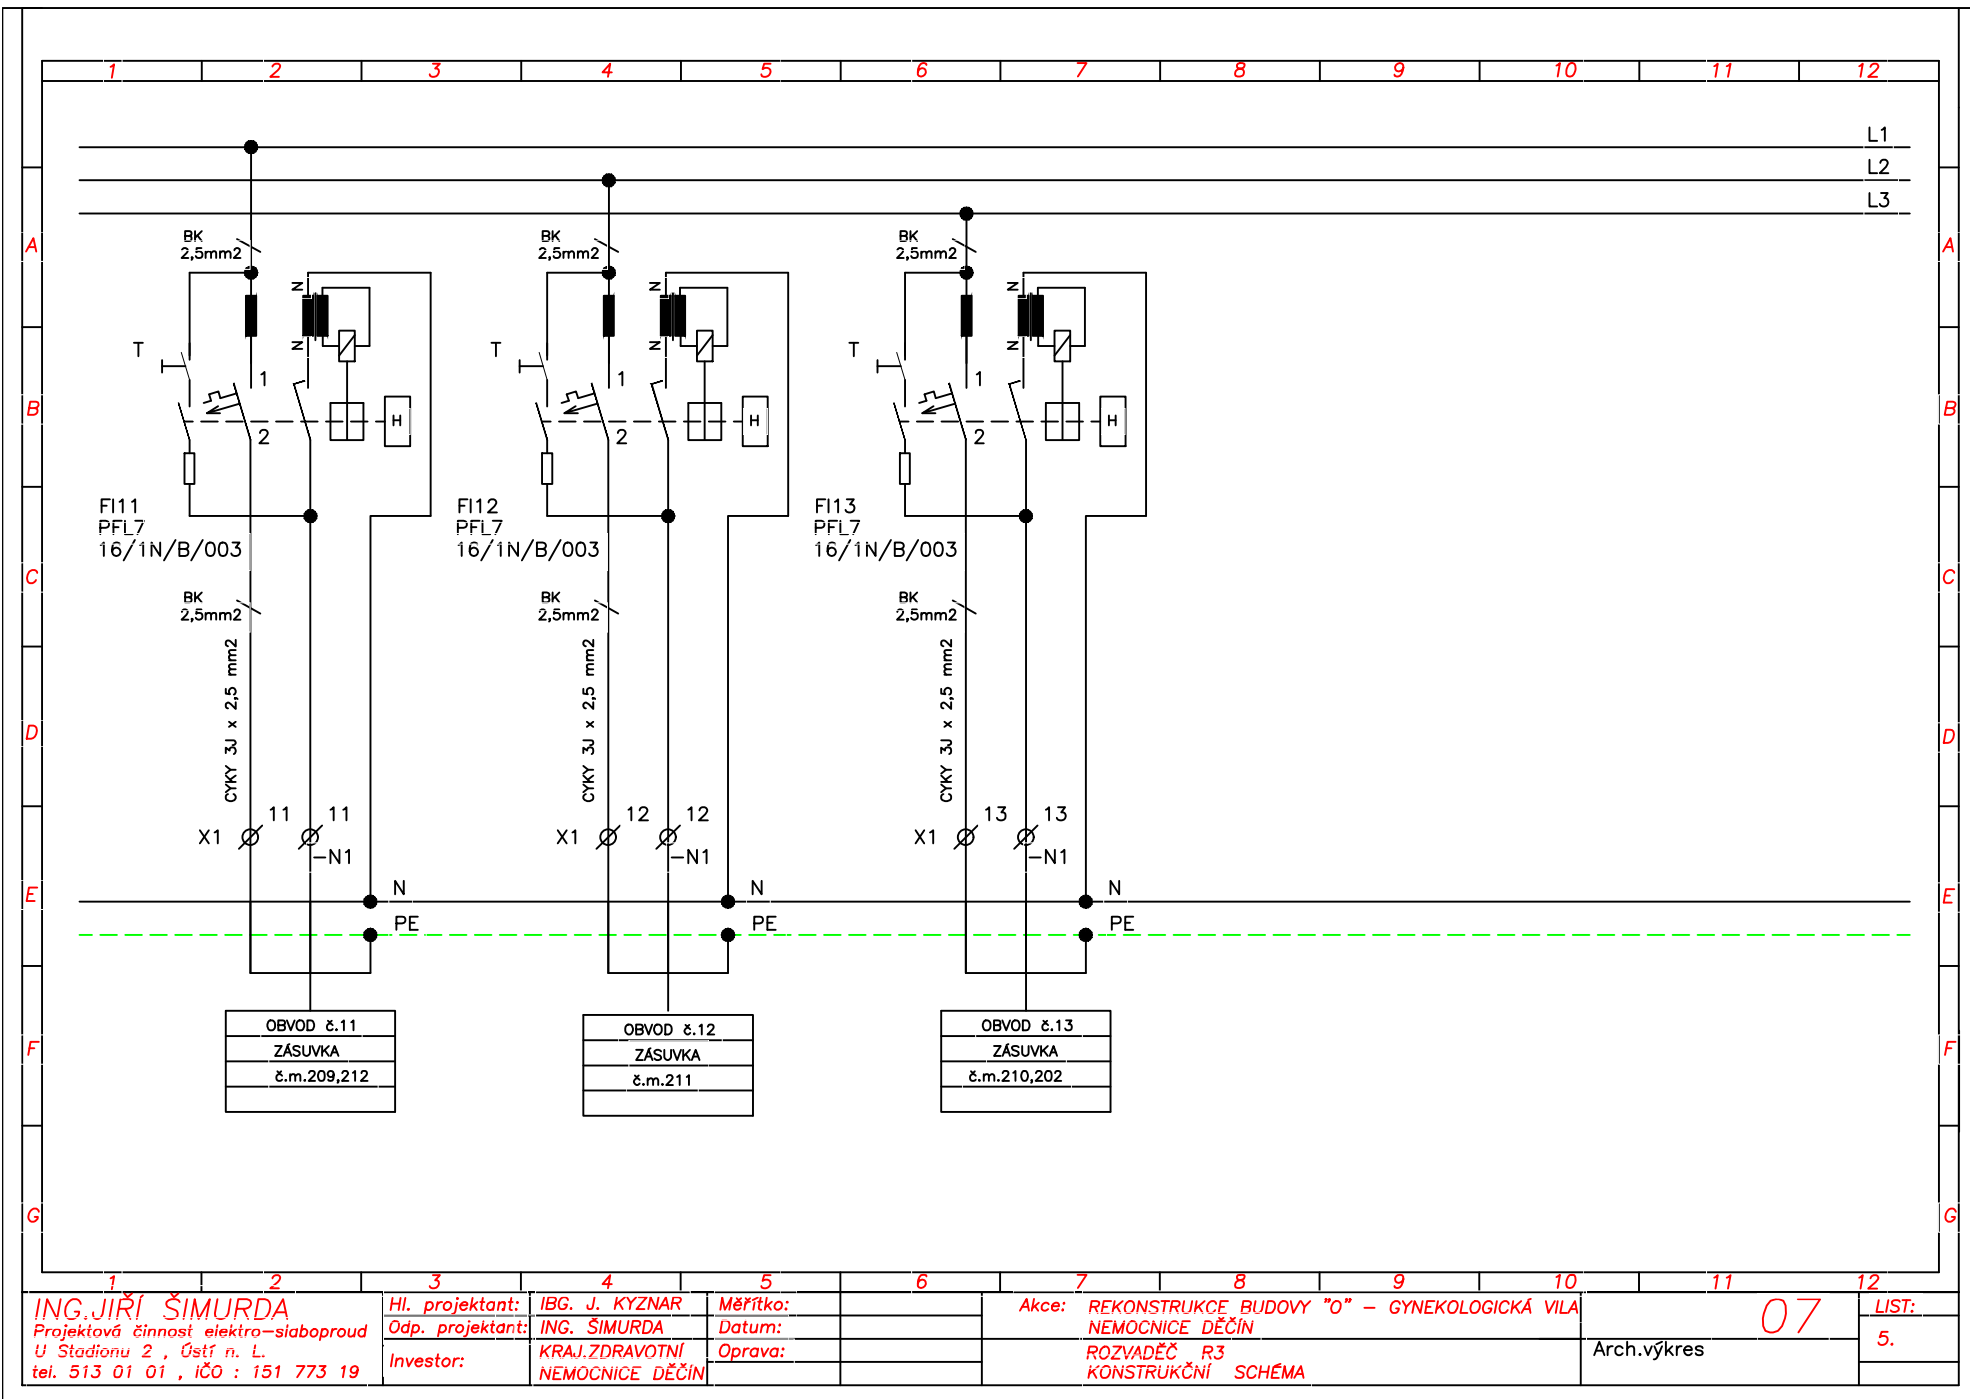 1 2 3 4 5 6 7 8 9 10 11 12
L1
L2
L3
A A
BK
2,5mm2
BK
2,5mm2
BK
2,5mm2
N N N
T N T N T N
1 1 1
B H H H B
2 2 2
FI11
PFL7
16/1N/B/003
FI12
PFL7
16/1N/B/003
FI13
PFL7
16/1N/B/003
C C
BK
2,5mm2
BK
2,5mm2
BK
2,5mm2
CYKY 3J x 2,5 mm2
CYKY 3J x 2,5 mm2
CYKY 3J x 2,5 mm2
D D
11 11 12 12 13 13
X1 X1 X1
-N1 -N1 -N1
E N N N E
PE PE PE
OBVOD č.11
ZÁSUVKA
č.m.209,212
OBVOD č.12
ZÁSUVKA
č.m.211
OBVOD č.13
ZÁSUVKA
č.m.210,202
F F
G G
1 2 3 4 5 6 7 8 9 10 11 12
ING.JIŘÍ ŠIMURDA
Projektová činnost elektro-slaboproud
U Stadionu 2 , Ústí n. L.
tel. 513 01 01 , IČO : 151 773 19
Hl. projektant: IBG. J. KYZNAR
Odp. projektant: ING. ŠIMURDA
Investor: KRAJ.ZDRAVOTNÍ
NEMOCNICE DĚČÍN
Měřítko:
Datum:
Oprava:
Akce: REKONSTRUKCE BUDOVY "O" - GYNEKOLOGICKÁ VILA
NEMOCNICE DĚČÍN
ROZVADĚČ R3
KONSTRUKČNÍ SCHÉMA
07
Arch.výkres
LIST:
5.